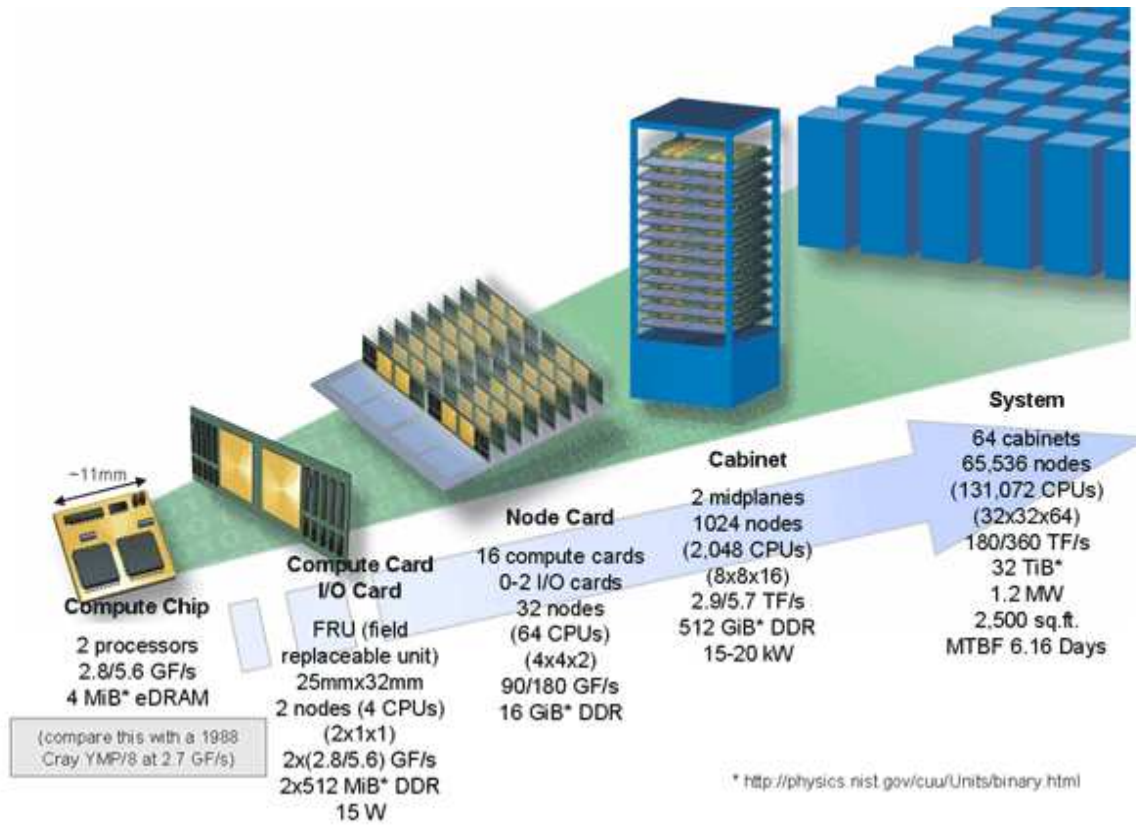 ~11mm
Compute Chip
2 processors
2.8/5.6 GF/s
4 MiB* eDRAM
(compare this with a 1988
Cray YMP/8 at 2.7 GF/s)
Compute Card
I/O Card
FRU (field
replaceable unit)
25mmx32mm
2 nodes (4 CPUs)
(2x1x1)
2x(2.8/5.6) GF/s
2x512 MiB* DDR
15 W
Node Card
16 compute cards
0-2 I/O cards
32 nodes
(64 CPUs)
(4x4x2)
90/180 GF/s
16 GiB* DDR
Cabinet
2 midplanes
1024 nodes
(2,048 CPUs)
(8x8x16)
2.9/5.7 TF/s
512 GiB* DDR
15-20 kW
System
64 cabinets
65,536 nodes
(131,072 CPUs)
(32x32x64)
180/360 TF/s
32 TiB*
1.2 MW
2,500 sq.ft.
MTBF 6.16 Days
* http://physics.nist.gov/cuu/Units/binary.html